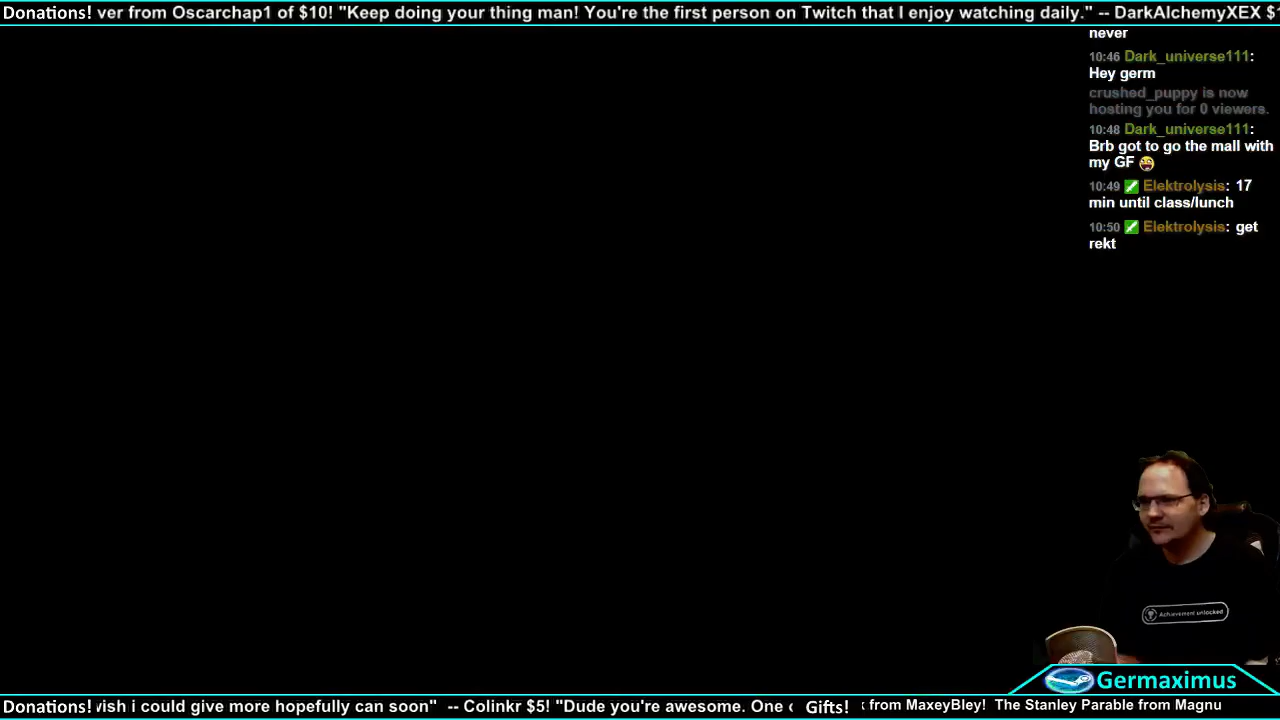 Donations! ver from Oscarchap1 of $10! "Keep doing your thing man! You're the first person on Twitch that I enjoy watching daily." -- DarkAlchemyXEX
never
10:46 Dark_universe111:
Hey germ
crushed_puppy is now
hosting you for 0 viewers.
10:48 Dark_universe111:
Brb got to go the mall with
my GF
10:49 Elektrolysis: 17
min until class/lunch
10:50 Elektrolysis: get
rekt
Achievement unlocked
Germaximus
Donations! wish i could give more hopefully can soon" -- Colinkr $5! "Dude you're awesome. One Gifts! from MaxeyBley! The Stanley Parable from Magnu